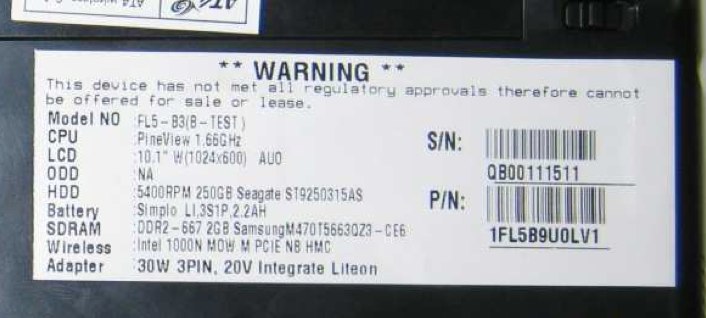 ** WARNING **
This device has not met all regulatory approvals therefore cannot
be offered for sale or lease.
Model NO :FL5-B3(B-TEST)
CPU :PineView 1.66GHz
LCD :10.1" W(1024x600) AUO
ODD :NA
HDD :5400RPM 250GB Seagate ST9250315AS
Battery :Simplo LI,3S1P,2.2AH
SDRAM :DDR2-667 2GB SamsungM470T5663QZ3-CE6
Wireless :Intel 1000N MOW M PCIE NB HMC
Adapter :30W 3PIN, 20V Integrate Liteon
S/N:
QB00111511
P/N:
1FL5B9U0LV1